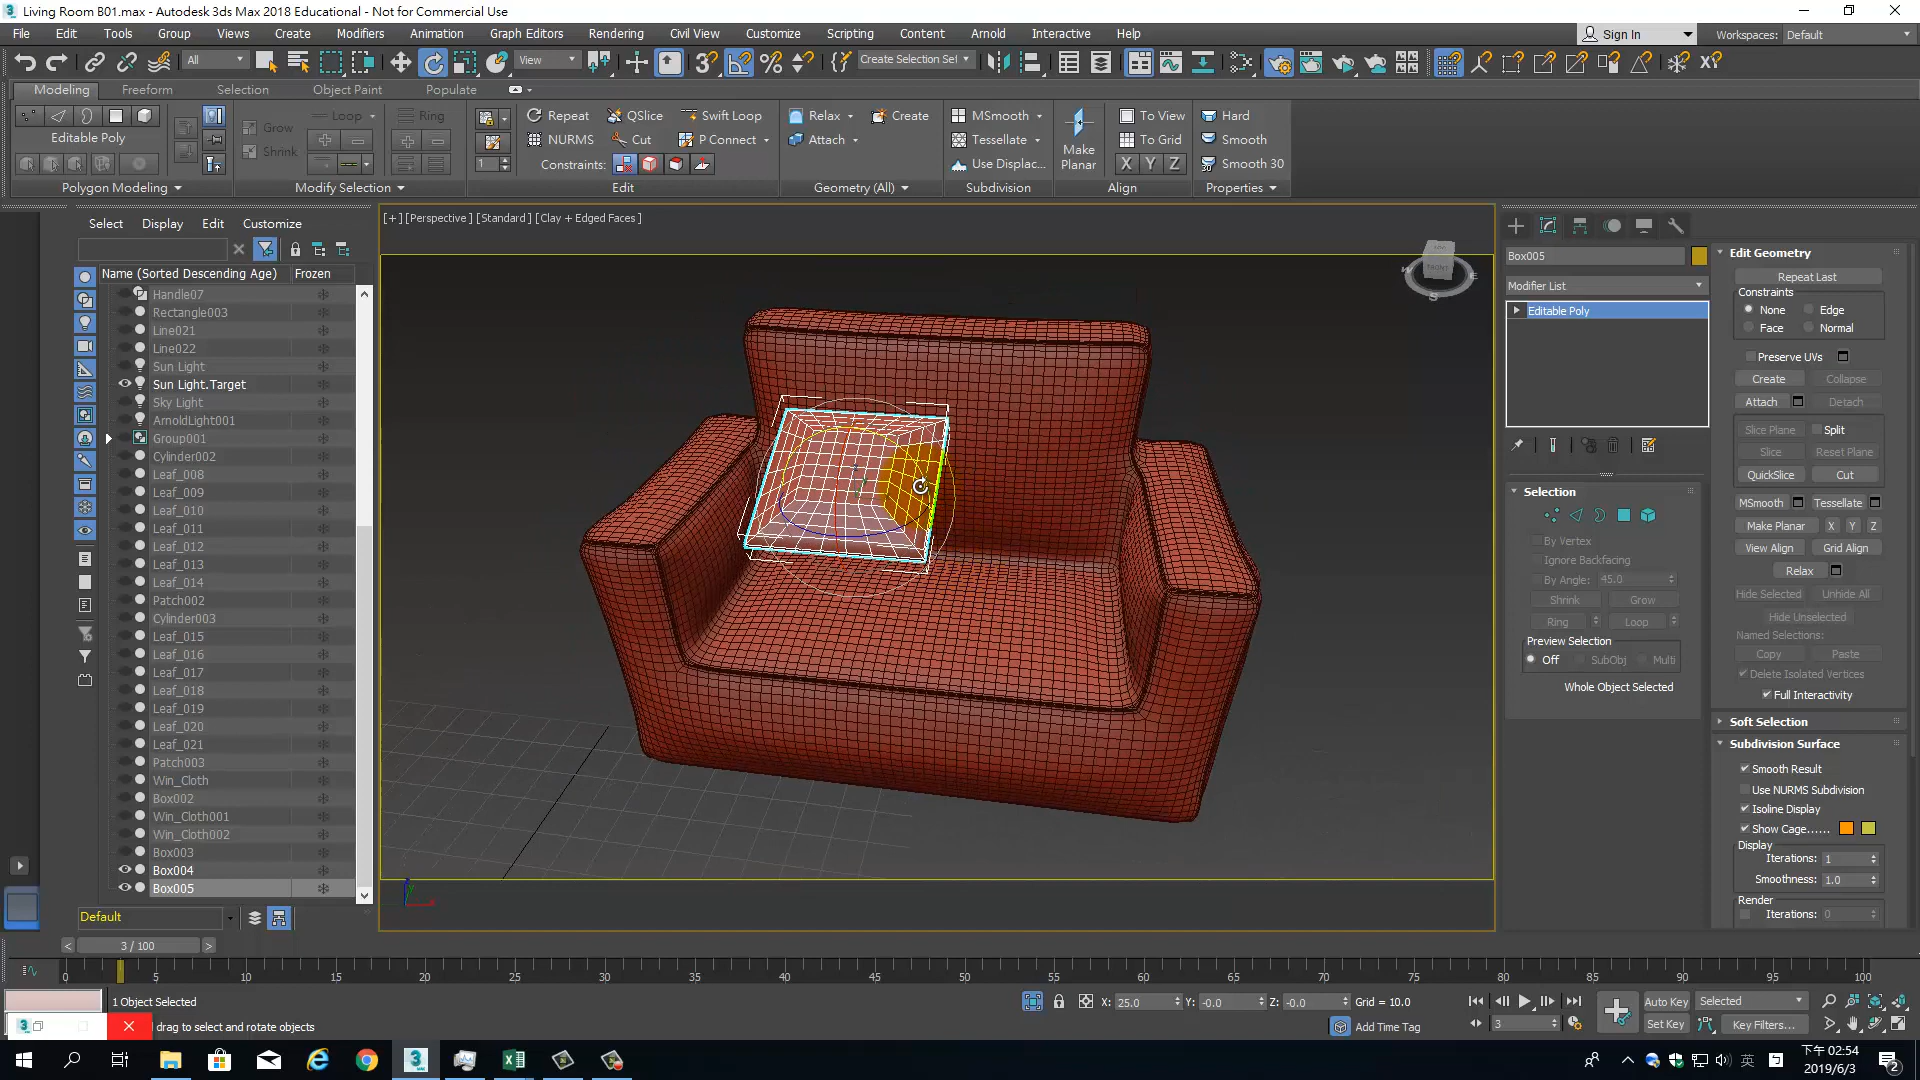 Living Room B01.max - Autodesk 3ds Max 2018 Educational - Not for Commercial Use
File Edit Tools Group Views Create Modifiers Animation Graph Editors Rendering Civil View Customize Scripting Content Arnold Interactive Help Sign In Workspaces: Default
All View Create Selection Set
Modeling Freeform Selection Object Paint Populate
Editable Poly Grow Shrink Loop Ring Repeat QSlice Swift Loop Relax Create MSmooth To View Hard
NURMS Cut P Connect Attach Tessellate Make Planar To Grid Smooth
1 Constraints: Use Displac... X Y Z Smooth 30
Polygon Modeling Modify Selection Edit Geometry (All) Subdivision Align Properties
Select Display Edit Customize
Name (Sorted Descending Age) Frozen
Handle07
Rectangle003
Line021
Line022
Sun Light
Sun Light.Target
Sky Light
ArnoldLight001
Group001
Cylinder002
Leaf_008
Leaf_009
Leaf_010
Leaf_011
Leaf_012
Leaf_013
Leaf_014
Patch002
Cylinder003
Leaf_015
Leaf_016
Leaf_017
Leaf_018
Leaf_019
Leaf_020
Leaf_021
Patch003
Win_Cloth
Box002
Win_Cloth001
Win_Cloth002
Box003
Box004
Box005
Default
[+] [Perspective] [Standard] [Clay + Edged Faces]
FRONT
S
E
Box005
Modifier List
Editable Poly
Selection
By Vertex
Ignore Backfacing
By Angle: 45.0
Shrink Grow
Ring Loop
Preview Selection
Off SubObj Multi
Whole Object Selected
Edit Geometry
Repeat Last
Constraints
None Edge
Face Normal
Preserve UVs
Create Collapse
Attach Detach
Slice Plane Split
Slice Reset Plane
QuickSlice Cut
MSmooth Tessellate
Make Planar X Y Z
View Align Grid Align
Relax
Hide Selected Unhide All
Hide Unselected
Named Selections:
Copy Paste
Delete Isolated Vertices
Full Interactivity
Soft Selection
Subdivision Surface
Smooth Result
Use NURMS Subdivision
Isoline Display
Show Cage......
Display
Iterations: 1
Smoothness: 1.0
Render
Iterations: 0
< 3 / 100 >
0 5 10 15 20 25 30 35 40 45 50 55 60 65 70 75 80 85 90 95 100
1 Object Selected X: 25.0 Y: -0.0 Z: -0.0 Grid = 10.0 Auto Key Selected
drag to select and rotate objects Add Time Tag 3 Set Key Key Filters...
英 下午 02:54
2019/6/3
2